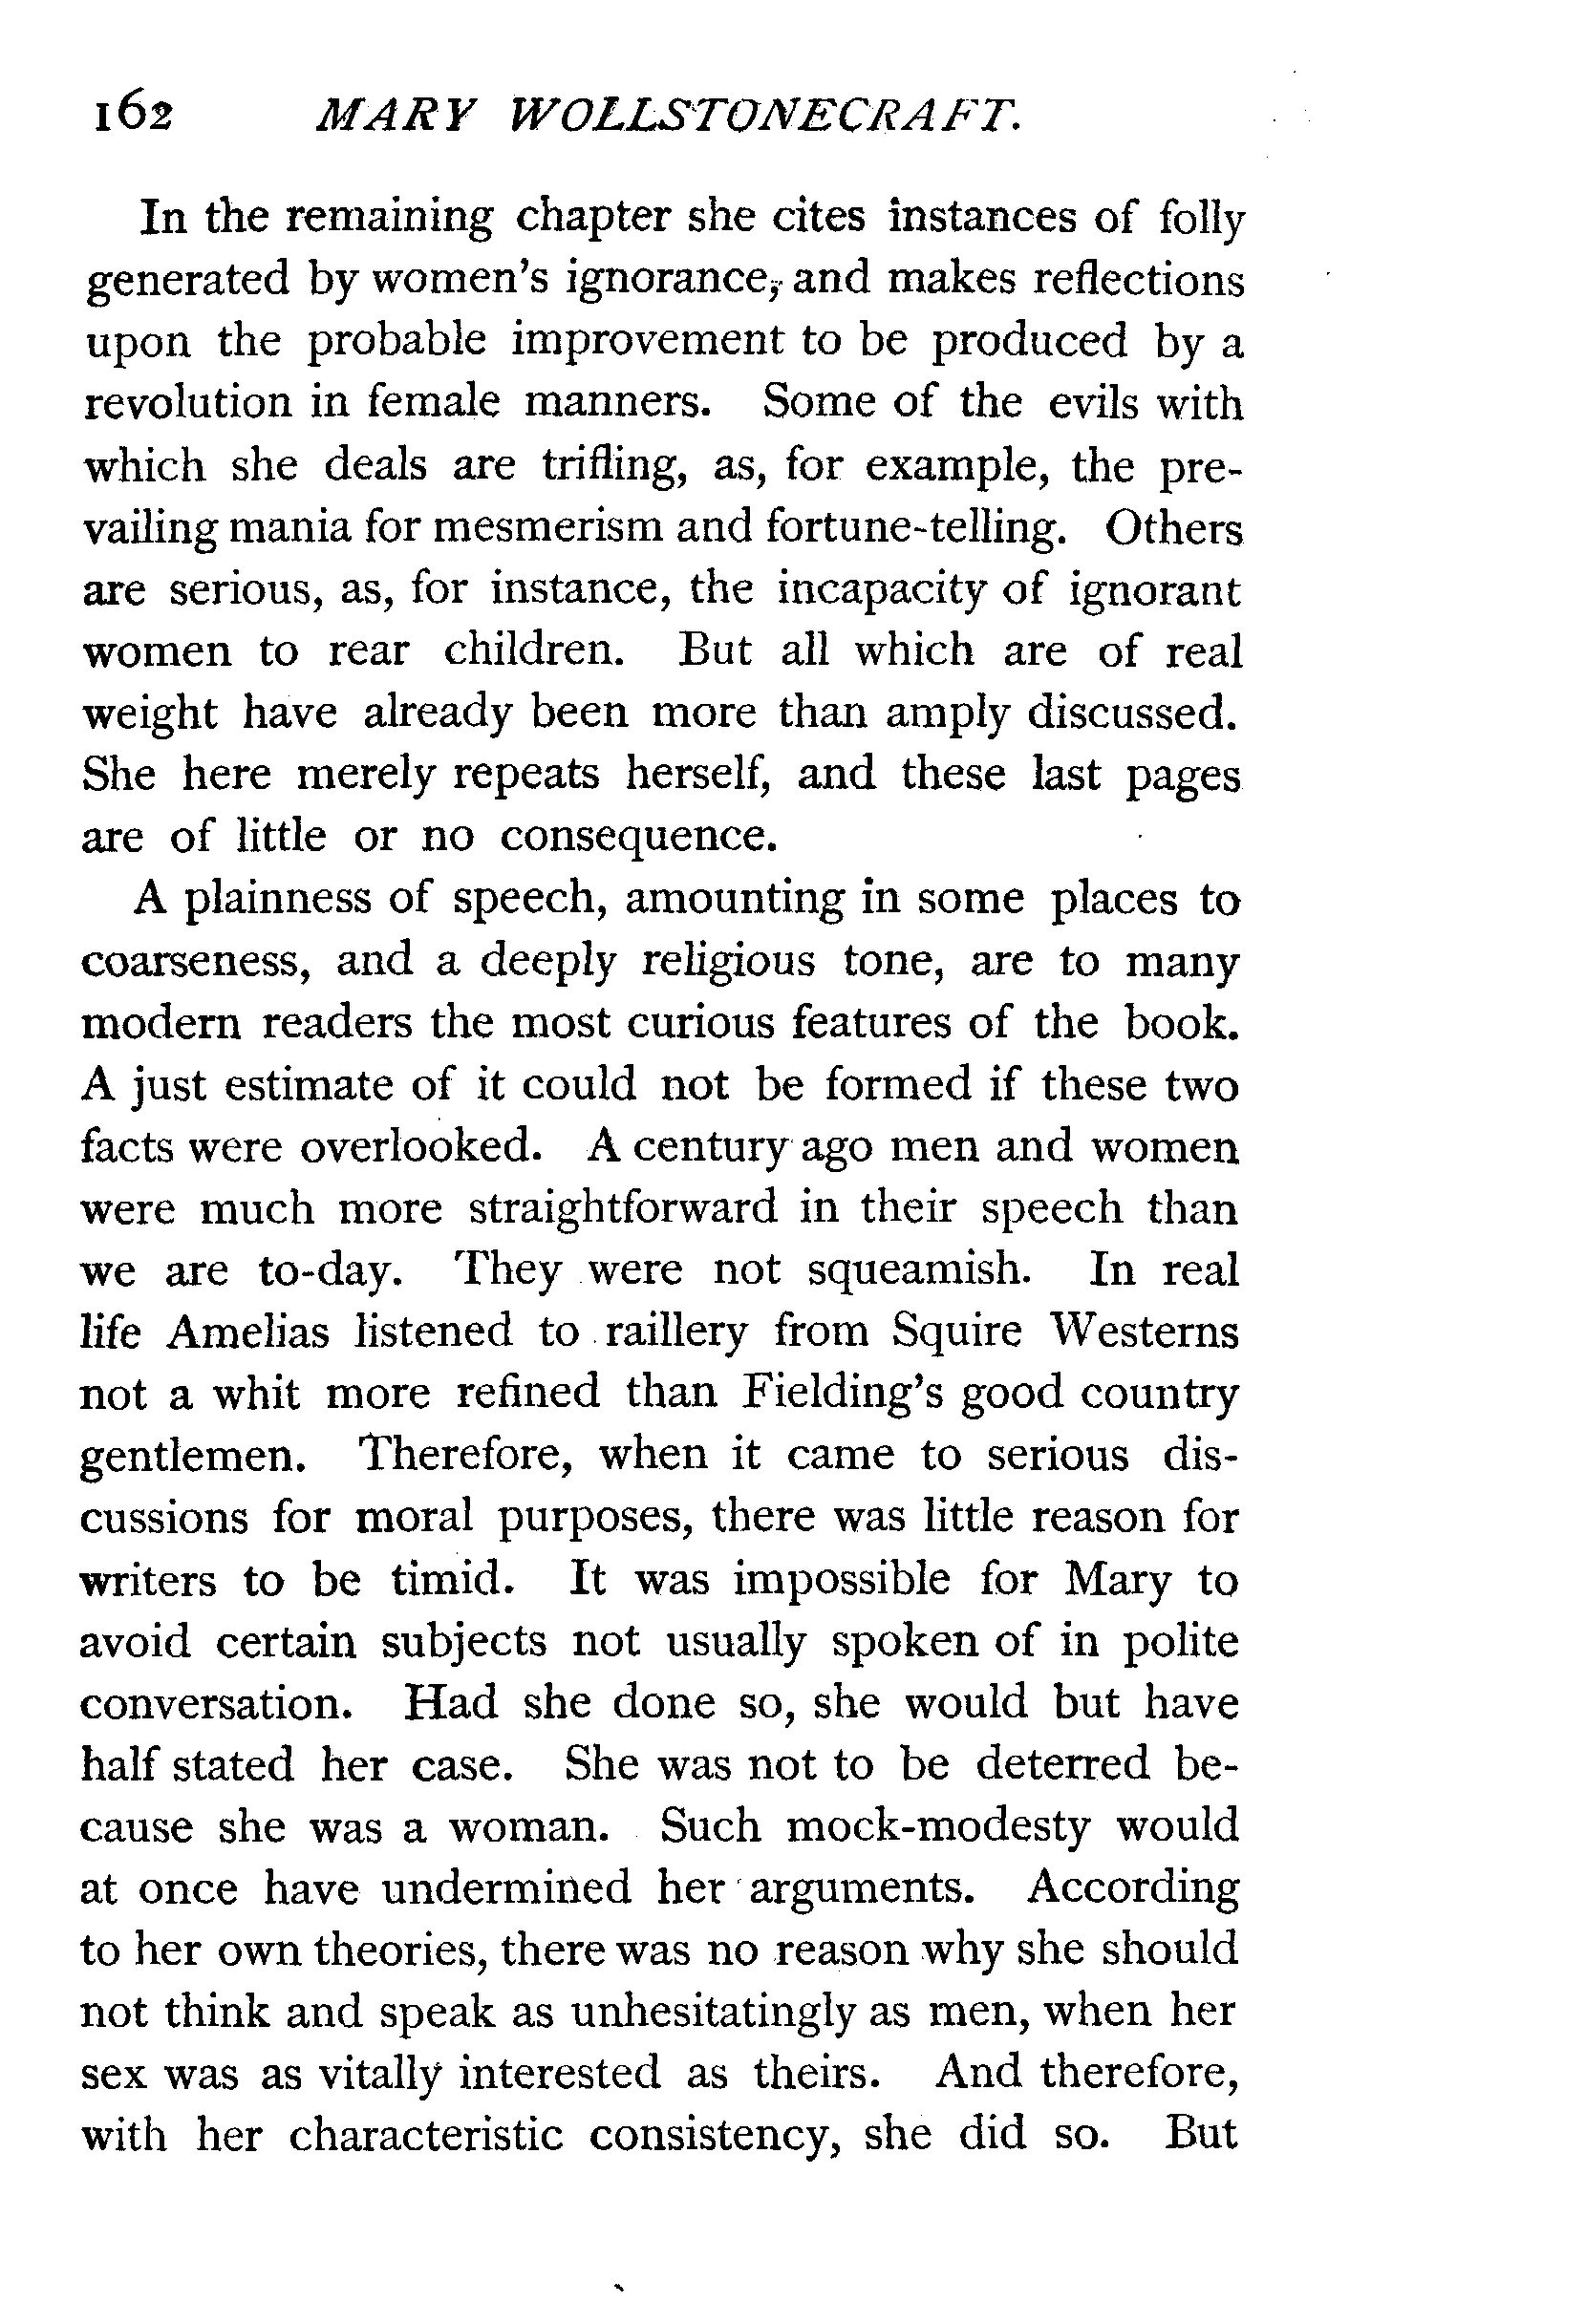 162 MARY WOLLSTONECRAFT.
In the remaining chapter she cites instances of folly
generated by women's ignorance, and makes reflections
upon the probable improvement to be produced by a
revolution in female manners. Some of the evils with
which she deals are trifling, as, for example, the pre-
vailing mania for mesmerism and fortune-telling. Others
are serious, as, for instance, the incapacity of ignorant
women to rear children. But all which are of real
weight have already been more than amply discussed.
She here merely repeats herself, and these last pages
are of little or no consequence.
A plainness of speech, amounting in some places to
coarseness, and a deeply religious tone, are to many
modern readers the most curious features of the book.
A just estimate of it could not be formed if these two
facts were overlooked. A century ago men and women
were much more straightforward in their speech than
we are to-day. They were not squeamish. In real
life Amelias listened to raillery from Squire Westerns
not a whit more refined than Fielding's good country
gentlemen. Therefore, when it came to serious dis-
cussions for moral purposes, there was little reason for
writers to be timid. It was impossible for Mary to
avoid certain subjects not usually spoken of in polite
conversation. Had she done so, she would but have
half stated her case. She was not to be deterred be-
cause she was a woman. Such mock-modesty would
at once have undermined her arguments. According
to her own theories, there was no reason why she should
not think and speak as unhesitatingly as men, when her
sex was as vitally interested as theirs. And therefore,
with her characteristic consistency, she did so. But